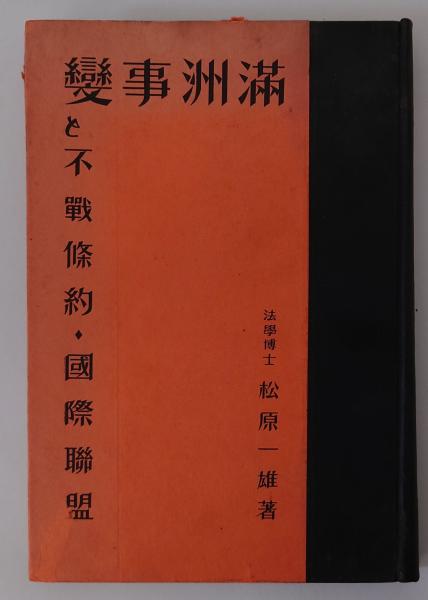 滿洲事變
と不戰條約・國際聯盟
法學博士 松原一雄著